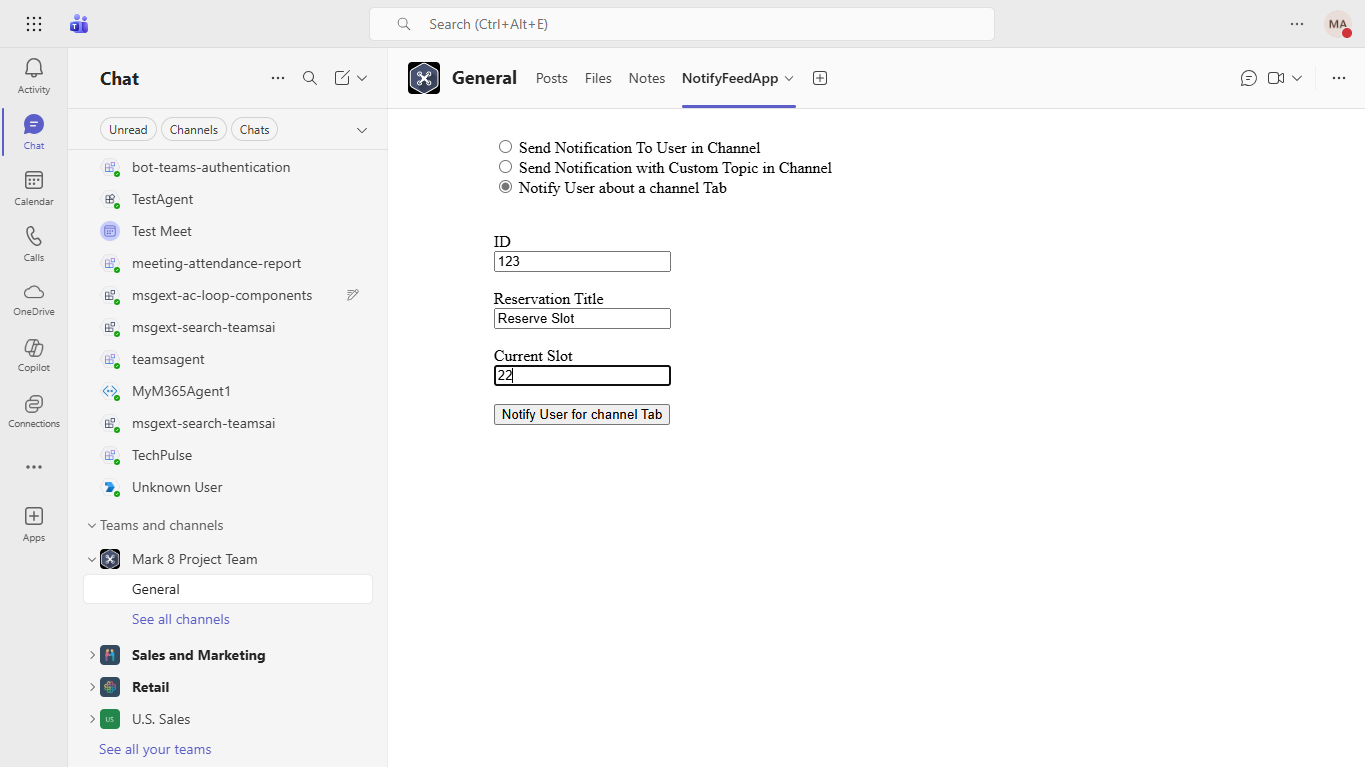 Search (Ctrl+Alt+E)
MA
Activity
Chat
Calendar
Calls
OneDrive
Copilot
Connections
Apps
Chat
Unread
Channels
Chats
bot-teams-authentication
TestAgent
Test Meet
meeting-attendance-report
msgext-ac-loop-components
msgext-search-teamsai
teamsagent
MyM365Agent1
msgext-search-teamsai
TechPulse
Unknown User
Teams and channels
Mark 8 Project Team
General
See all channels
Sales and Marketing
Retail
US
U.S. Sales
See all your teams
General
Posts
Files
Notes
NotifyFeedApp
Send Notification To User in Channel
Send Notification with Custom Topic in Channel
Notify User about a channel Tab
ID
123
Reservation Title
Reserve Slot
Current Slot
22
Notify User for channel Tab